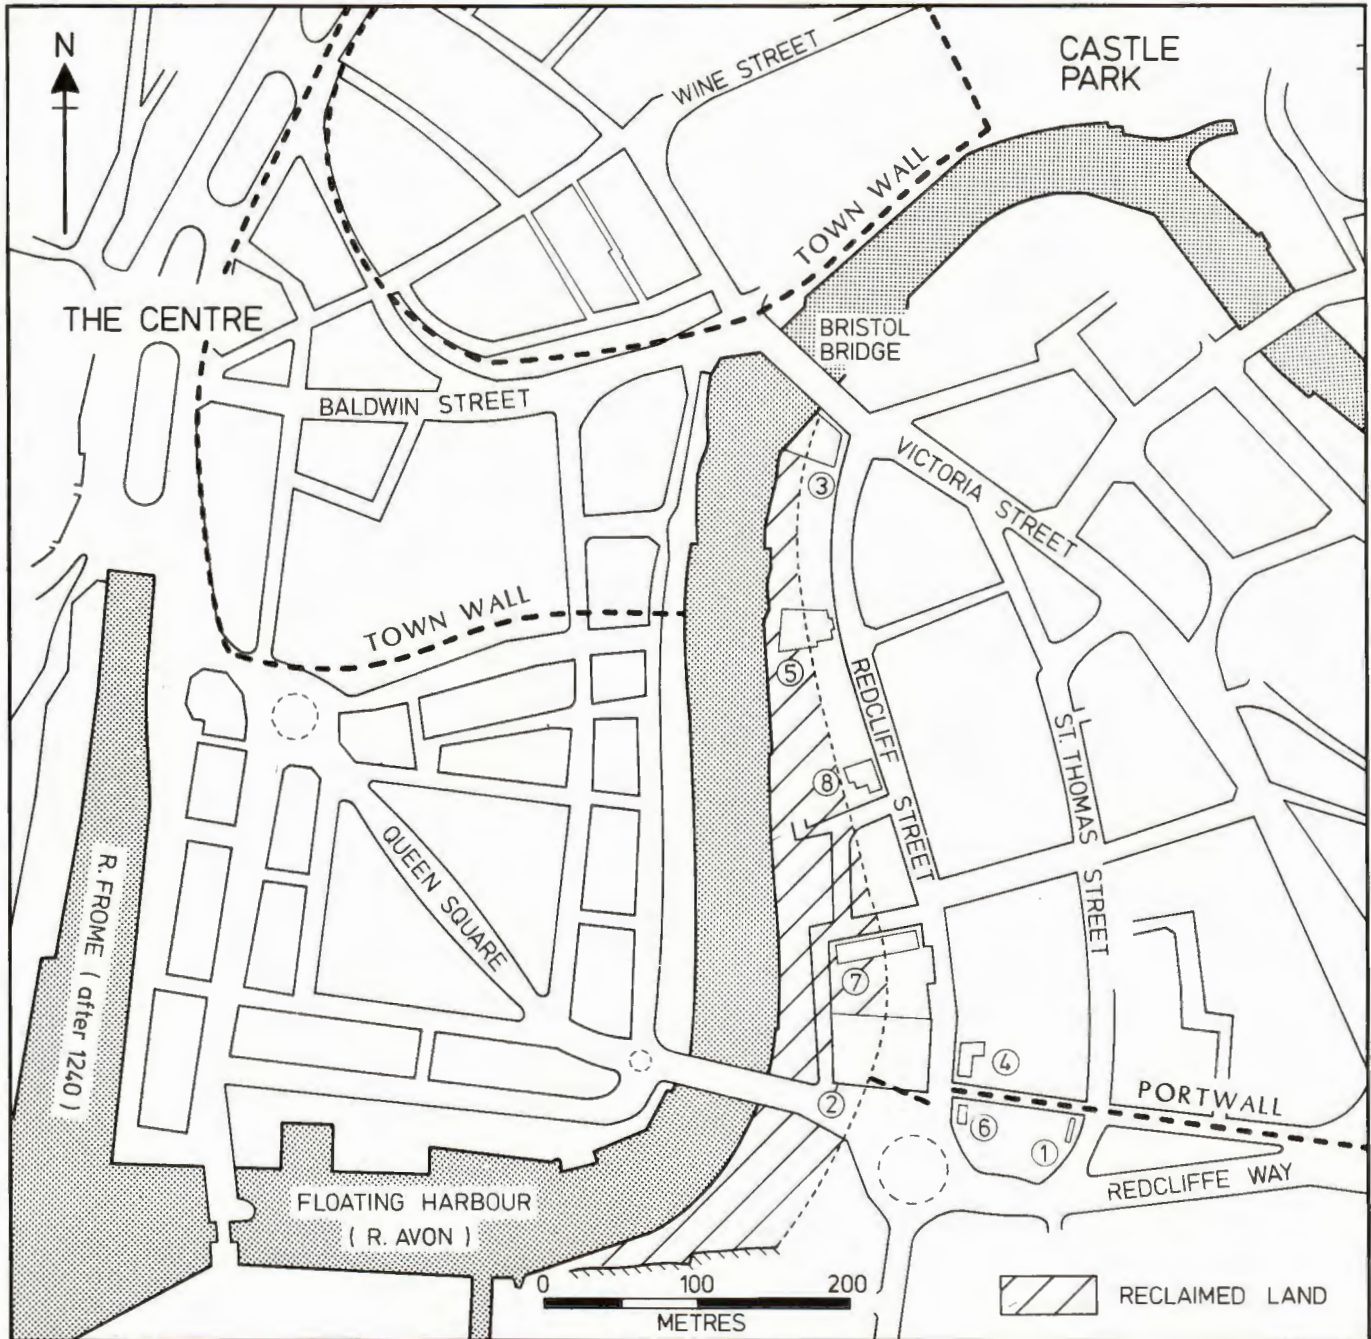 N
CASTLE
PARK
WINE STREET
TOWN WALL
THE CENTRE
BRISTOL
BRIDGE
BALDWIN STREET
VICTORIA STREET
3
TOWN WALL
5
REDCLIFF STREET
ST. THOMAS STREET
8
QUEEN SQUARE
R. FROME (after 1240)
7
4
PORTWALL
2
6
1
REDCLIFFE WAY
FLOATING HARBOUR
(R. AVON)
0 100 200
METRES
RECLAIMED LAND